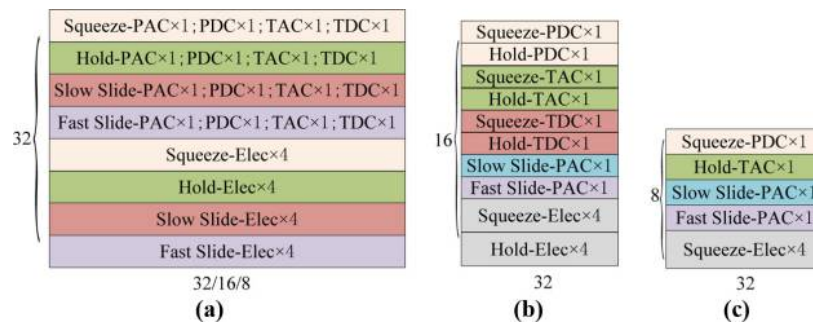 Squeeze-PAC×1; PDC×1; TAC×1; TDC×1
Hold-PAC×1; PDC×1; TAC×1; TDC×1
Slow Slide-PAC×1; PDC×1; TAC×1; TDC×1
Fast Slide-PAC×1; PDC×1; TAC×1; TDC×1
Squeeze-Elec×4
Hold-Elec×4
Slow Slide-Elec×4
Fast Slide-Elec×4
32
32/16/8
(a)
Squeeze-PDC×1
Hold-PDC×1
Squeeze-TAC×1
Hold-TAC×1
Squeeze-TDC×1
Hold-TDC×1
Slow Slide-PAC×1
Fast Slide-PAC×1
Squeeze-Elec×4
Hold-Elec×4
16
32
(b)
Squeeze-PDC×1
Hold-TAC×1
Slow Slide-PAC×1
Fast Slide-PAC×1
Squeeze-Elec×4
8
32
(c)